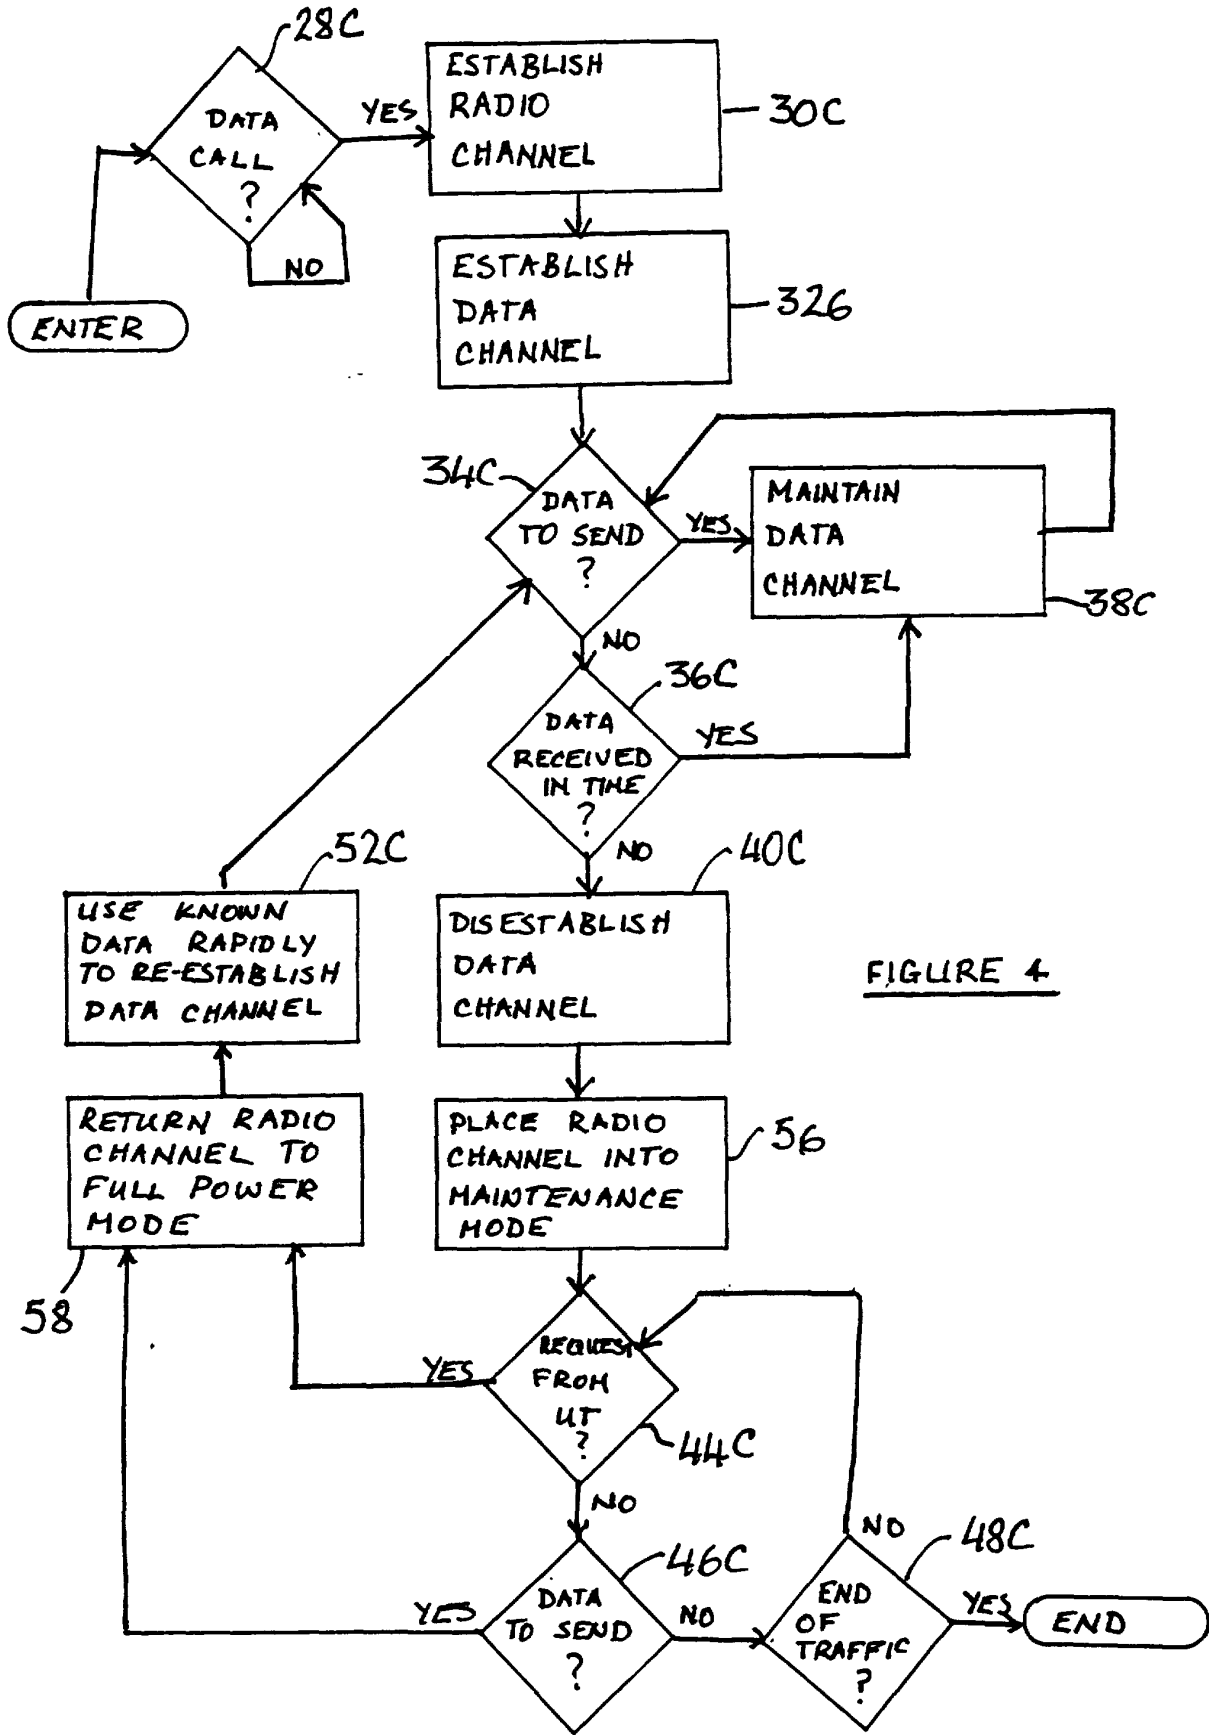 28C
DATA
CALL
?
YES
NO
ENTER
ESTABLISH
RADIO
CHANNEL
30C
ESTABLISH
DATA
CHANNEL
326
34C
DATA
TO SEND
?
YES
NO
MAINTAIN
DATA
CHANNEL
38C
36C
DATA
RECEIVED
IN TIME
?
YES
NO
52C
USE KNOWN
DATA RAPIDLY
TO RE-ESTABLISH
DATA CHANNEL
40C
DISESTABLISH
DATA
CHANNEL
FIGURE 4
RETURN RADIO
CHANNEL TO
FULL POWER
MODE
58
PLACE RADIO
CHANNEL INTO
MAINTENANCE
MODE
56
REQUEST
FROM
UT
?
YES
44C
NO
46C
DATA
TO SEND
?
YES
NO
48C
NO
END
OF
TRAFFIC
?
YES
END